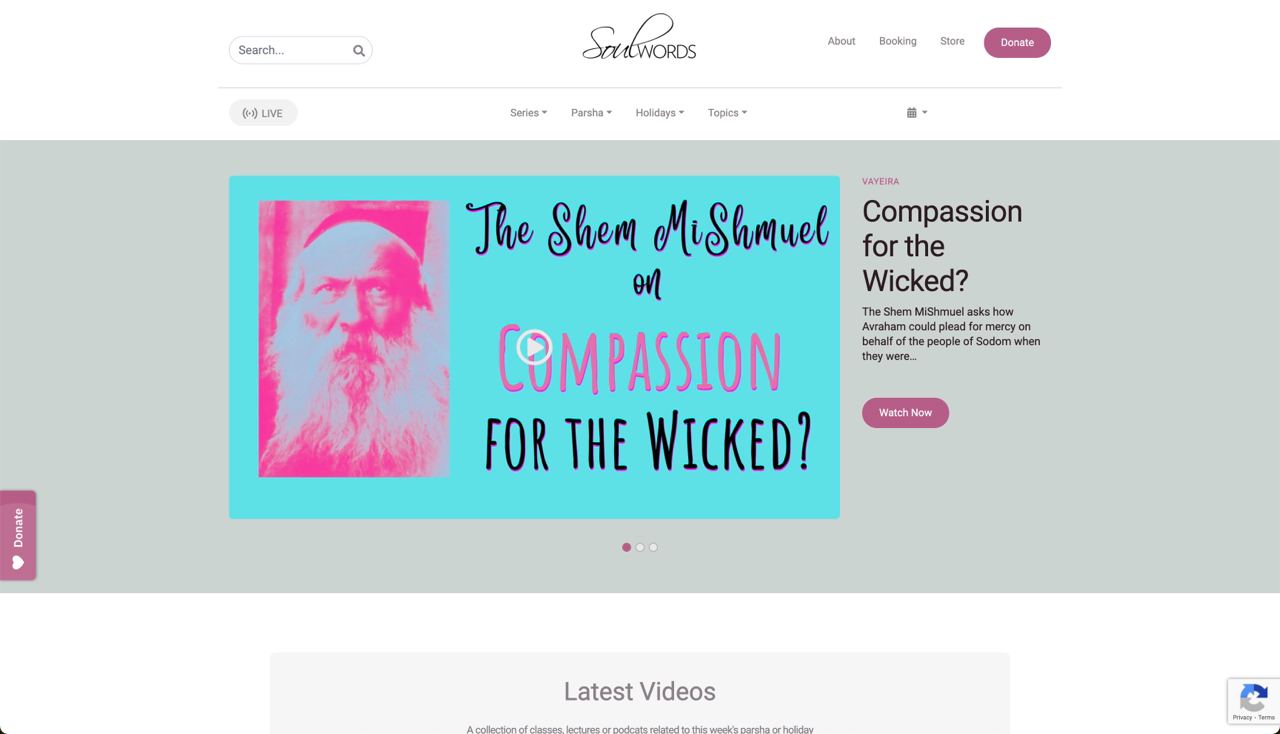 Search...
Soul WORDS
About
Booking
Store
Donate
LIVE
Series
Parsha
Holidays
Topics
The Shem MiShmuel
on
COMPASSION
FOR THE WICKED?
VAYEIRA
Compassion
for the
Wicked?
The Shem MiShmuel asks how
Avraham could plead for mercy on
behalf of the people of Sodom when
they were...
Watch Now
Donate
Latest Videos
A collection of classes, lectures or podcats related to this week's parsha or holiday
Privacy - Terms